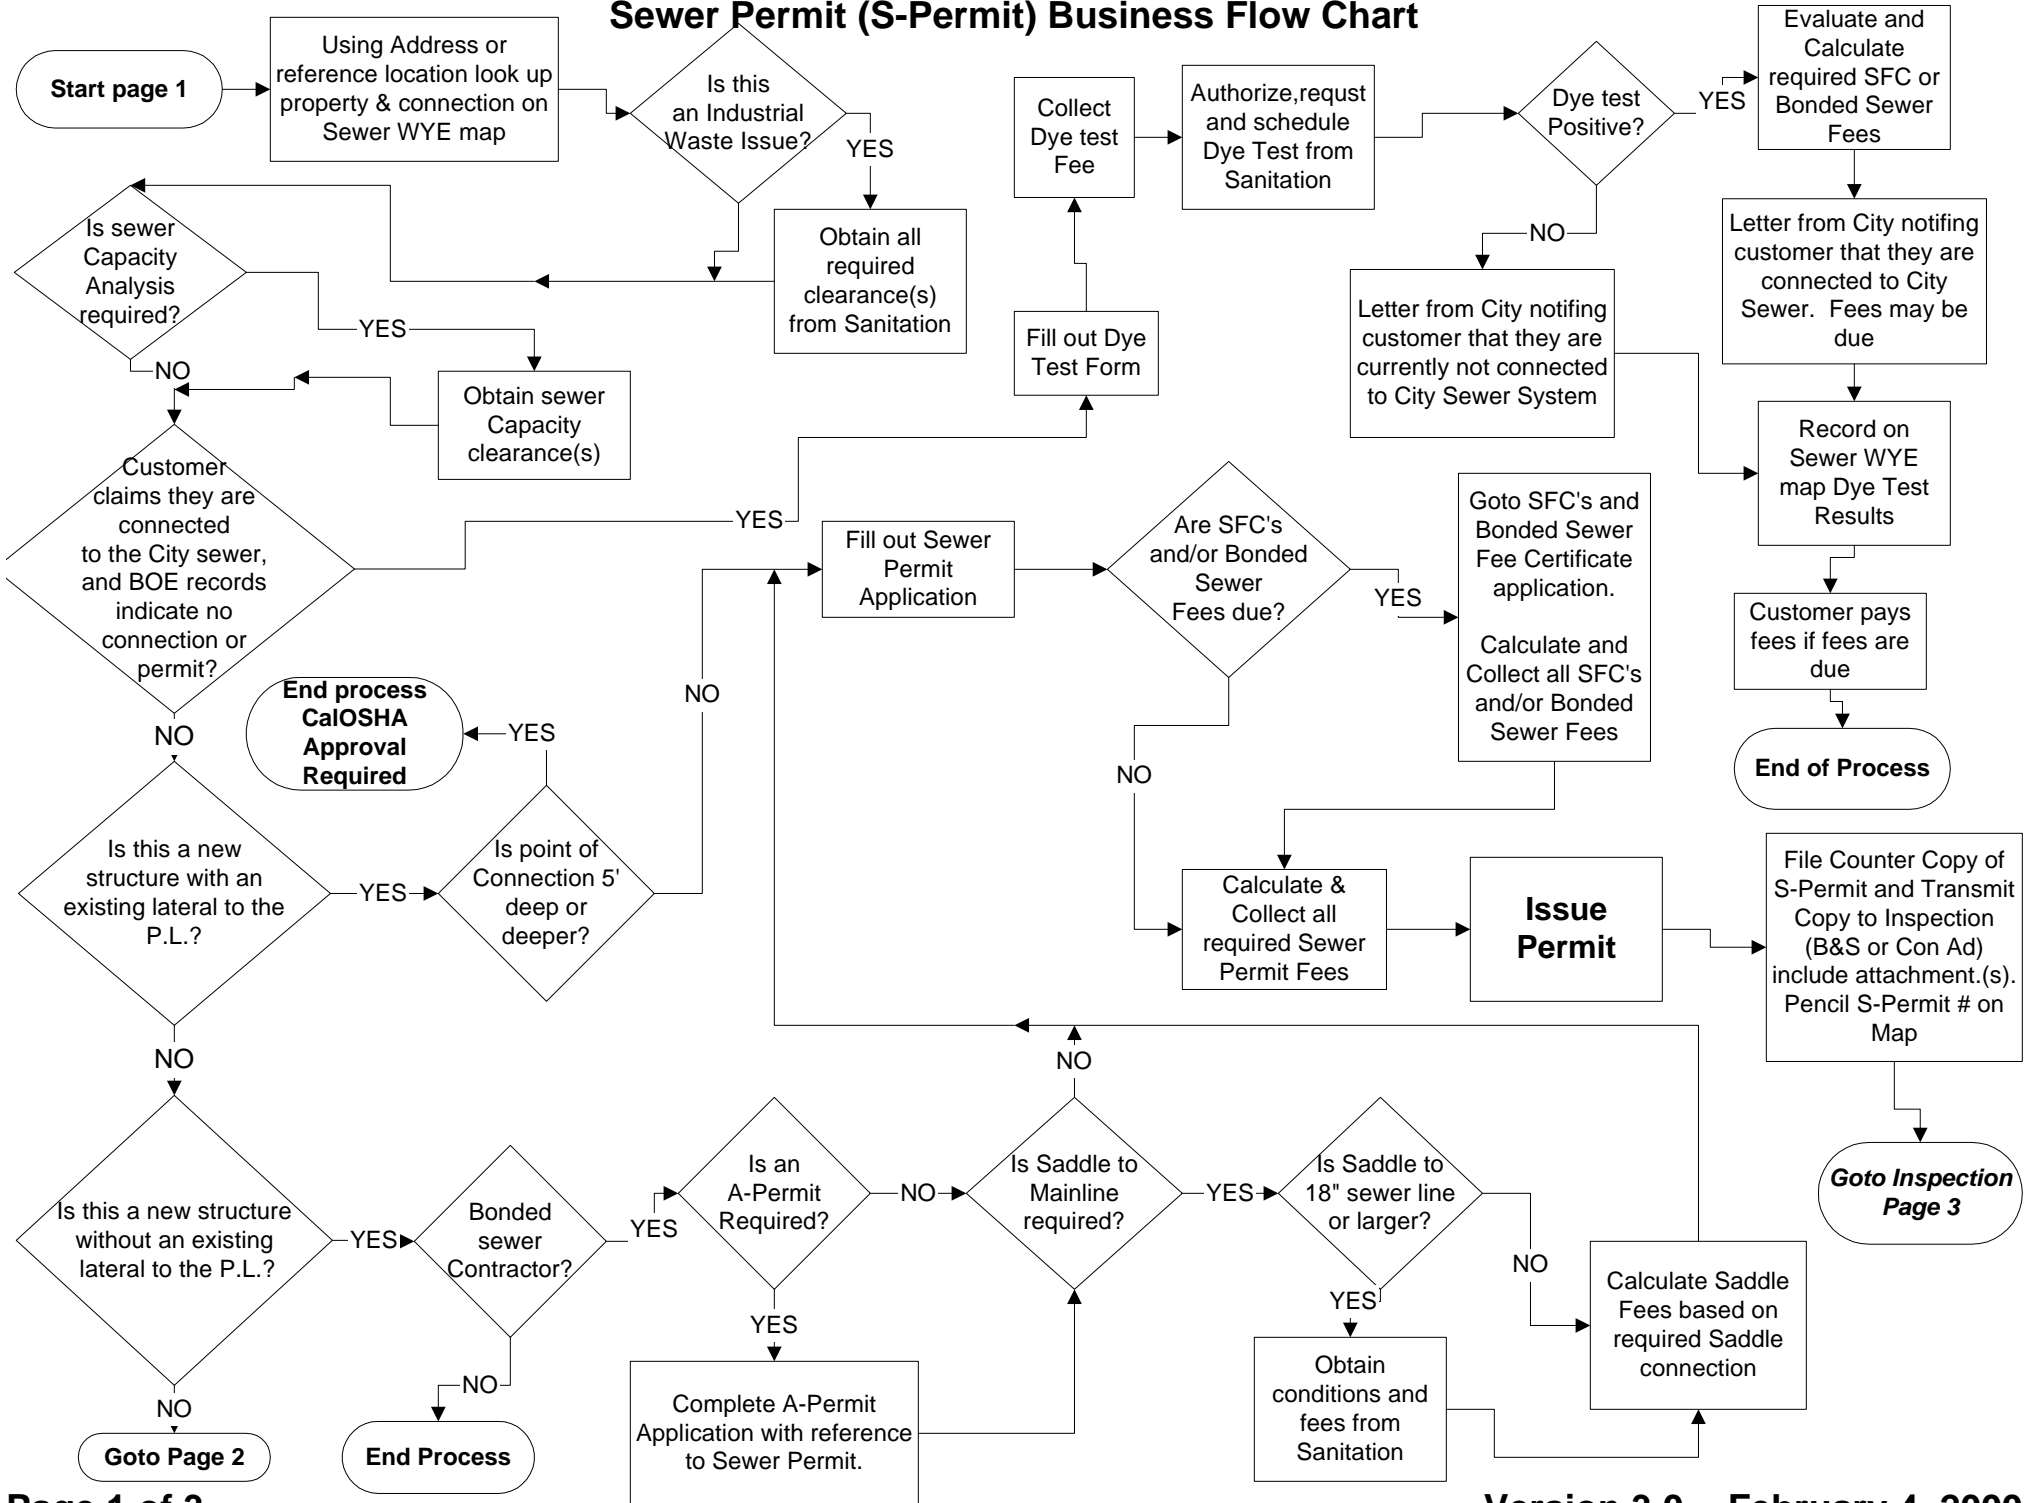 Sewer Permit (S-Permit) Business Flow Chart
Start page 1
Using Address or
reference location look up
property & connection on
Sewer WYE map
Is this
an Industrial
Waste Issue?
YES
Obtain all
required
clearance(s)
from Sanitation
Is sewer
Capacity
Analysis
required?
YES
NO
Obtain sewer
Capacity
clearance(s)
Customer
claims they are
connected
to the City sewer,
and BOE records
indicate no
connection or
permit?
YES
NO
Fill out Dye
Test Form
Collect
Dye test
Fee
Authorize,requst
and schedule
Dye Test from
Sanitation
Dye test
Positive?
YES
NO
Evaluate and
Calculate
required SFC or
Bonded Sewer
Fees
Letter from City notifing
customer that they are
connected to City
Sewer. Fees may be
due
Letter from City notifing
customer that they are
currently not connected
to City Sewer System
Record on
Sewer WYE
map Dye Test
Results
Customer pays
fees if fees are
due
End of Process
Is this a new
structure with an
existing lateral to the
P.L.?
YES
NO
Is point of
Connection 5'
deep or
deeper?
YES
NO
End process
CalOSHA
Approval
Required
Fill out Sewer
Permit
Application
Are SFC's
and/or Bonded
Sewer
Fees due?
YES
NO
Goto SFC's and
Bonded Sewer
Fee Certificate
application.
Calculate and
Collect all SFC's
and/or Bonded
Sewer Fees
Calculate &
Collect all
required Sewer
Permit Fees
Issue
Permit
File Counter Copy of
S-Permit and Transmit
Copy to Inspection
(B&S or Con Ad)
include attachment.(s).
Pencil S-Permit # on
Map
Goto Inspection
Page 3
Is this a new structure
without an existing
lateral to the P.L.?
YES
NO
Goto Page 2
Bonded
sewer
Contractor?
YES
NO
End Process
Is an
A-Permit
Required?
NO
YES
Complete A-Permit
Application with reference
to Sewer Permit.
Is Saddle to
Mainline
required?
NO
YES
Is Saddle to
18" sewer line
or larger?
NO
YES
Obtain
conditions and
fees from
Sanitation
Calculate Saddle
Fees based on
required Saddle
connection